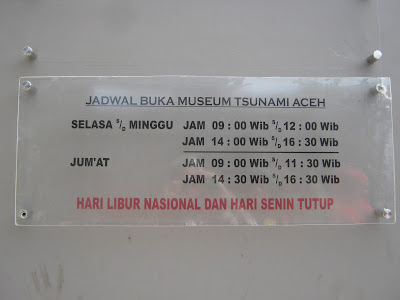 JADWAL BUKA MUSEUM TSUNAMI ACEH
SELASA S/D MINGGU JAM 09 : 00 Wib S/D 12 : 00 Wib
JAM 14 : 00 Wib S/D 16 : 30 Wib
JUM'AT JAM 09 : 00 Wib S/D 11 : 30 Wib
JAM 14 : 30 Wib S/D 16 : 30 Wib
HARI LIBUR NASIONAL DAN HARI SENIN TUTUP